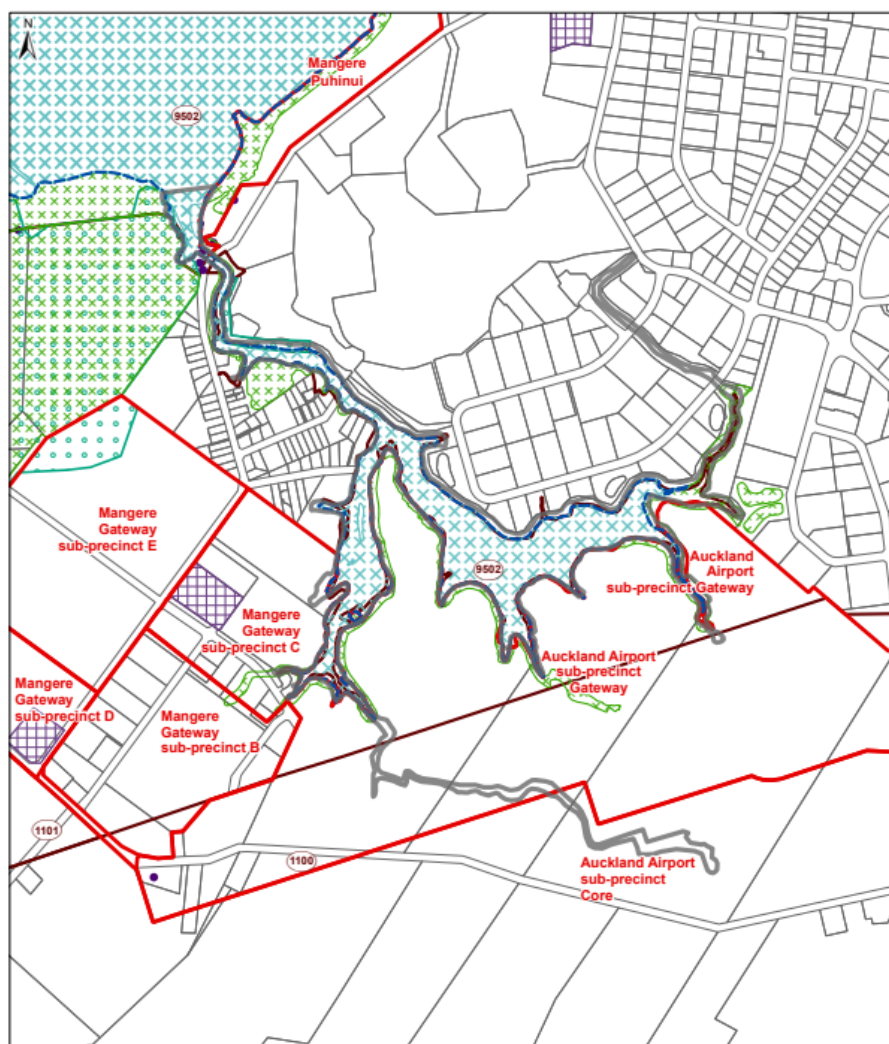 N
Mangere
Puhinui
9502
Mangere
Gateway
sub-precinct E
9502
Auckland
Airport
sub-precinct Gateway
Mangere
Gateway
sub-precinct C
Auckland Airport
sub-precinct
Gateway
Mangere
Gateway
sub-precinct D
Mangere
Gateway
sub-precinct B
1101
1100
Auckland Airport
sub-precinct
Core